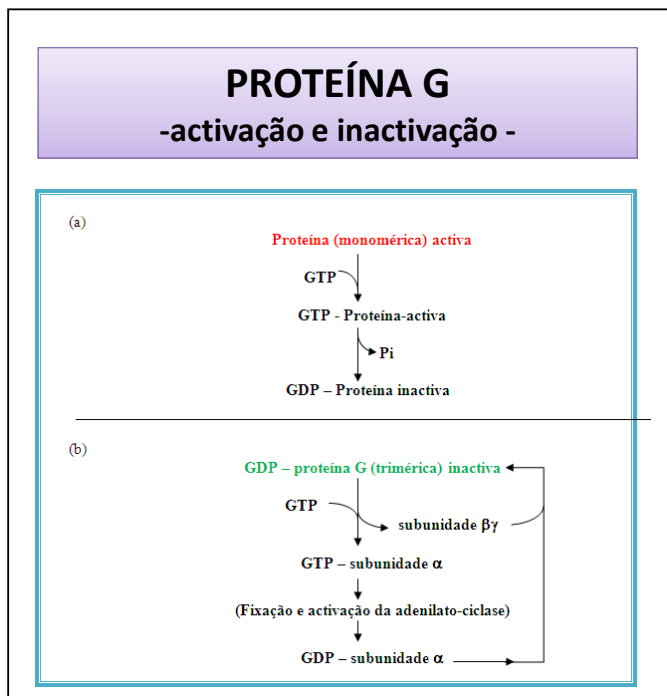 PROTEÍNA G
-activação e inactivação -
(a)
Proteína (monomérica) activa
GTP
GTP - Proteína-activa
Pi
GDP – Proteína inactiva
(b)
GDP – proteína G (trimérica) inactiva
GTP
subunidade βγ
GTP – subunidade α
(Fixação e activação da adenilato-ciclase)
GDP – subunidade α